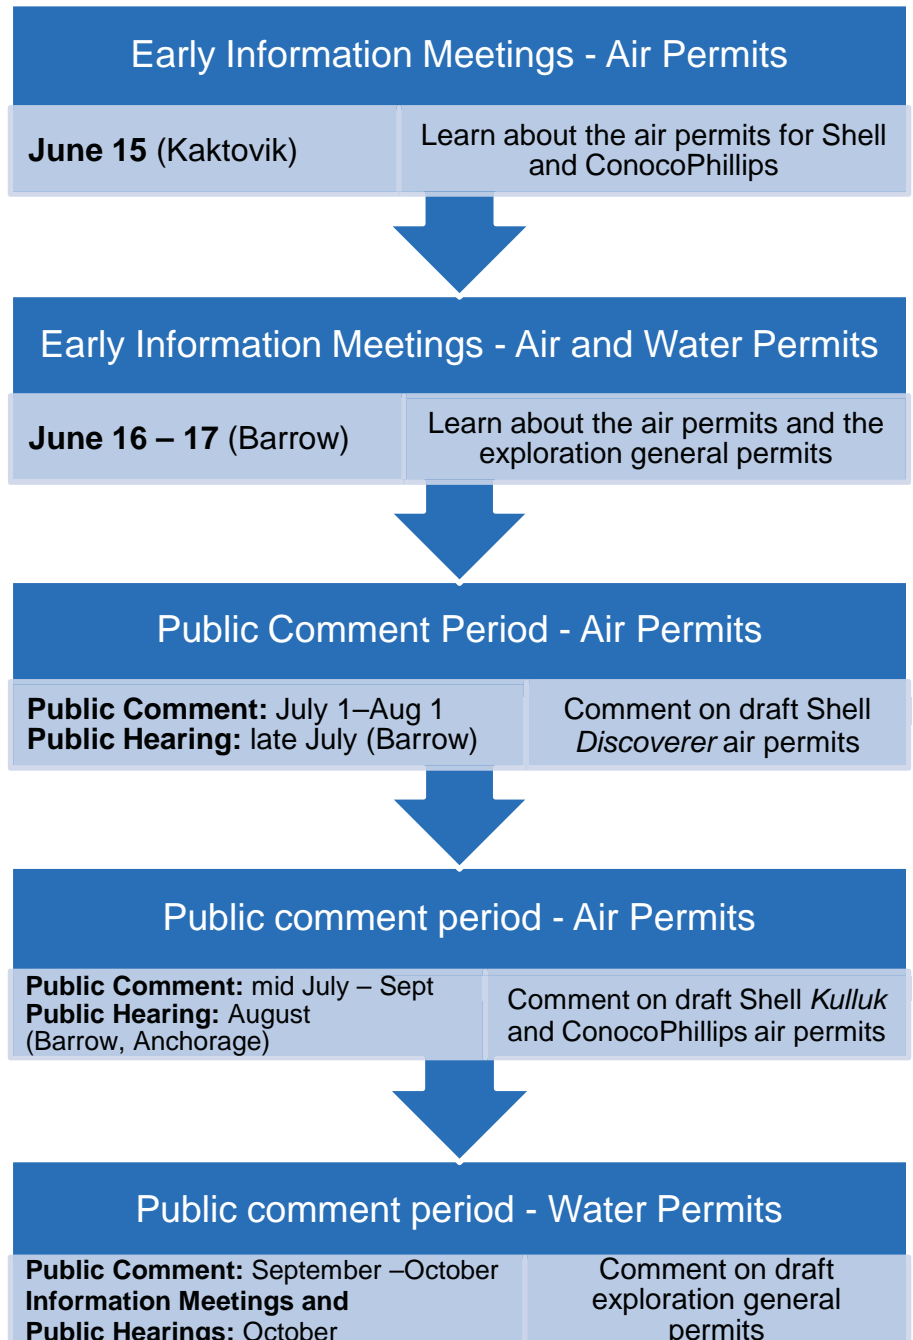 Early Information Meetings - Air Permits
June 15 (Kaktovik)
Learn about the air permits for Shell
and ConocoPhillips
Early Information Meetings - Air and Water Permits
June 16 – 17 (Barrow)
Learn about the air permits and the
exploration general permits
Public Comment Period - Air Permits
Public Comment: July 1–Aug 1
Public Hearing: late July (Barrow)
Comment on draft Shell
Discoverer air permits
Public comment period - Air Permits
Public Comment: mid July – Sept
Public Hearing: August
(Barrow, Anchorage)
Comment on draft Shell Kulluk
and ConocoPhillips air permits
Public comment period - Water Permits
Public Comment: September –October
Information Meetings and
Public Hearings: October
Comment on draft
exploration general
permits